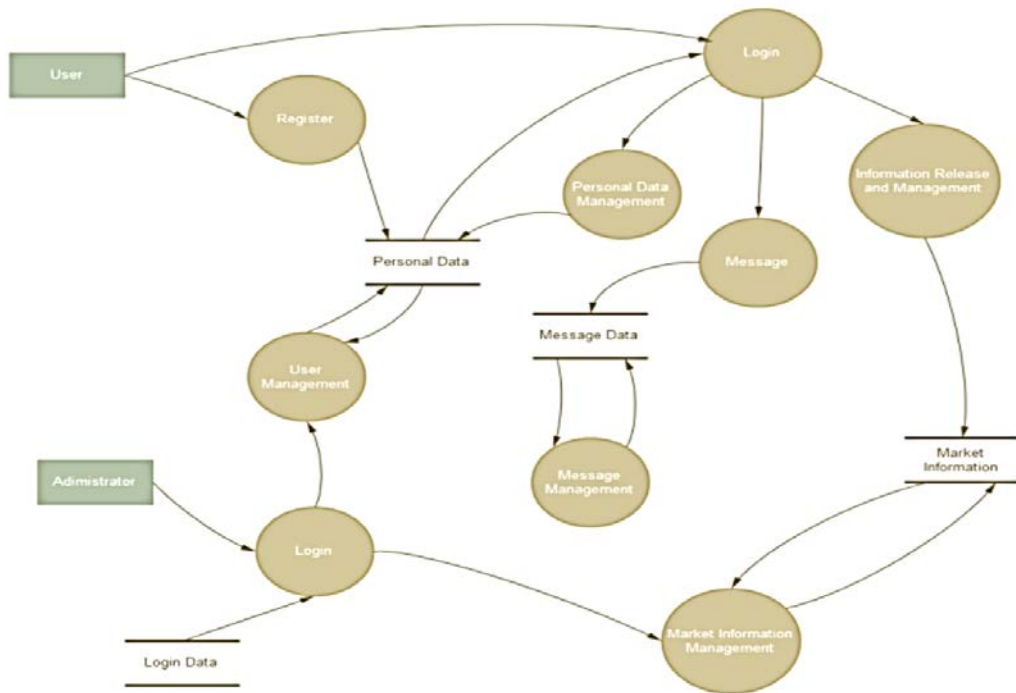 Login
User
Register
Information Release
and Management
Personal Data
Management
Personal Data
Message
Message Data
User
Management
Market
Information
Adimistrator
Message
Management
Login
Market Information
Management
Login Data